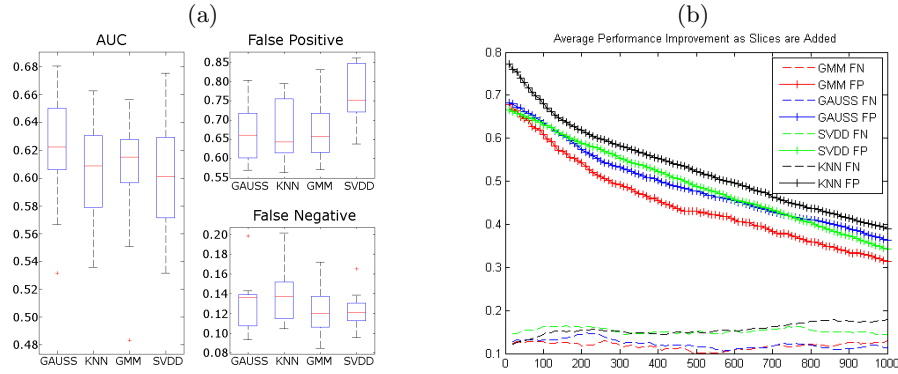 (a)
AUC
0.68
0.66
0.64
0.62
0.60
0.58
0.56
0.54
0.52
0.50
0.48
GAUSS KNN GMM SVDD
False Positive
0.85
0.80
0.75
0.70
0.65
0.60
0.55
GAUSS KNN GMM SVDD
False Negative
0.20
0.18
0.16
0.14
0.12
0.10
0.08
GAUSS KNN GMM SVDD
(b)
Average Performance Improvement as Slices are Added
0.8
0.7
0.6
0.5
0.4
0.3
0.2
0.1
0 100 200 300 400 500 600 700 800 900 1000
GMM FN
GMM FP
GAUSS FN
GAUSS FP
SVDD FN
SVDD FP
KNN FN
KNN FP